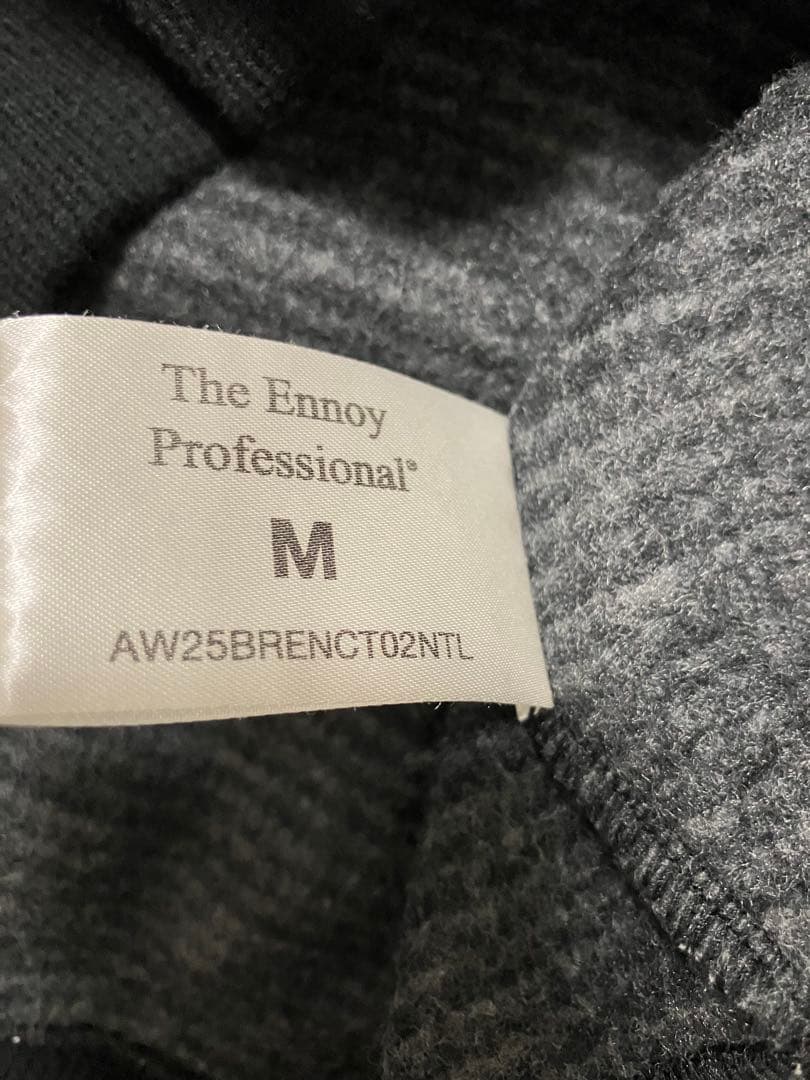 The Ennoy
Professional®
M
AW25BRENCT02NTL